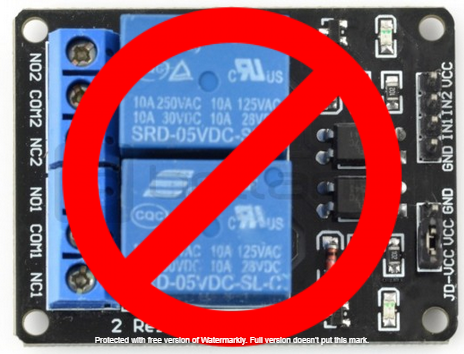 NO2 COM2 NC2
NO1 COM1 NC1
10A 250VAC 10A 125VAC
10A 30VDC 10A 28VDC
SRD-05VDC-S
CQC
10A 125VAC
VDC 10A 28VDC
D-05VDC-SL-C
2 Re
GND IN1 IN2 VCC
JD-VCC VCC GND
Protected with free version of Watermarkly. Full version doesn't put this mark.